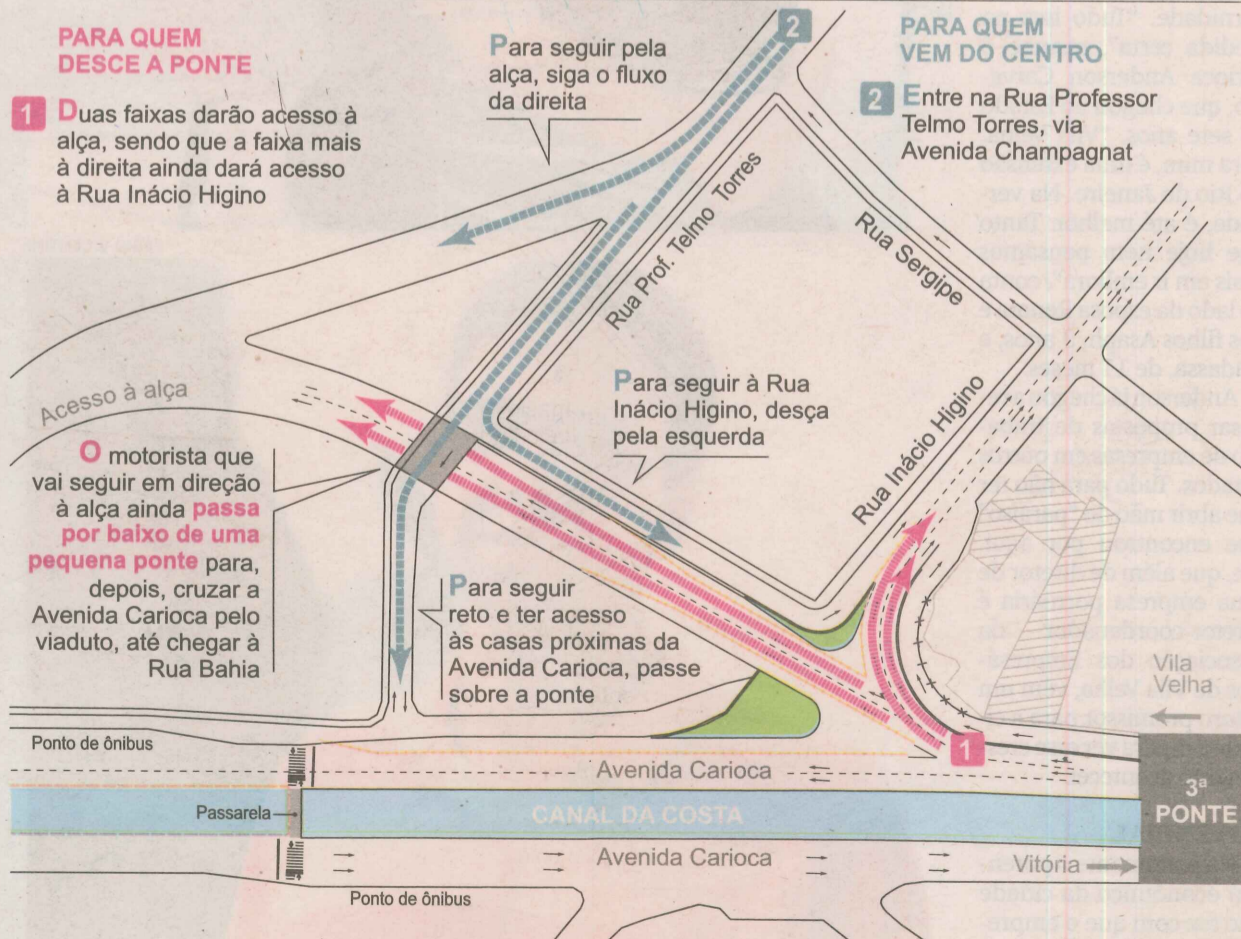 PARA QUEM
DESCE A PONTE
1 Duas faixas darão acesso à
alça, sendo que a faixa mais
à direita ainda dará acesso
à Rua Inácio Higino
Para seguir pela
alça, siga o fluxo
da direita
2
PARA QUEM
VEM DO CENTRO
2 Entre na Rua Professor
Telmo Torres, via
Avenida Champagnat
Rua Prof. Telmo Torres
Rua Sergipe
Rua Inácio Higino
Para seguir à Rua
Inácio Higino, desça
pela esquerda
Acesso à alça
O motorista que
vai seguir em direção
à alça ainda passa
por baixo de uma
pequena ponte para,
depois, cruzar a
Avenida Carioca pelo
viaduto, até chegar à
Rua Bahia
Para seguir
reto e ter acesso
às casas próximas da
Avenida Carioca, passe
sobre a ponte
Vila
Velha
1
Ponto de ônibus
Avenida Carioca
3ª
PONTE
Passarela
CANAL DA COSTA
Avenida Carioca
Vitória
Ponto de ônibus